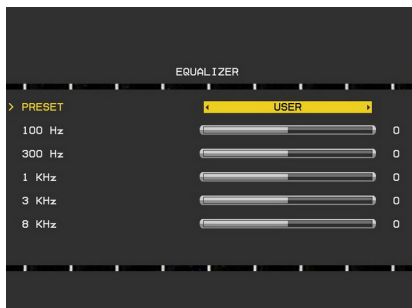 EQUALIZER
> PRESET USER
100 Hz 0
300 Hz 0
1 KHz 0
3 KHz 0
8 KHz 0